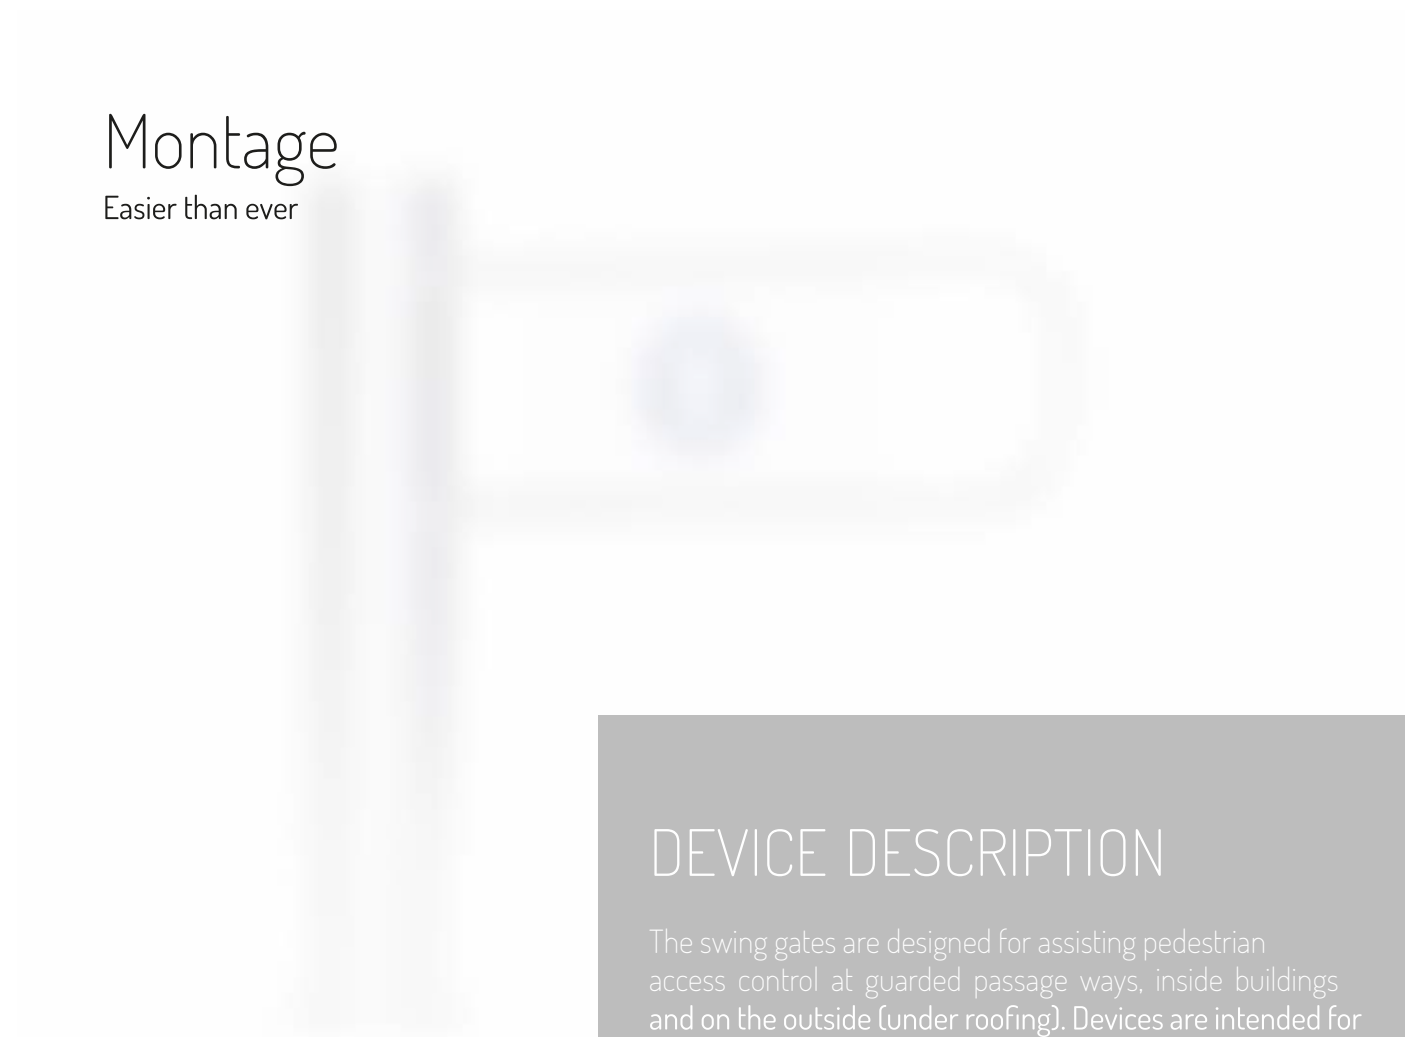 Montage
Easier than ever
DEVICE DESCRIPTION
The swing gates are designed for assisting pedestrian
access control at guarded passage ways, inside buildings
and on the outside (under roofing). Devices are intended for